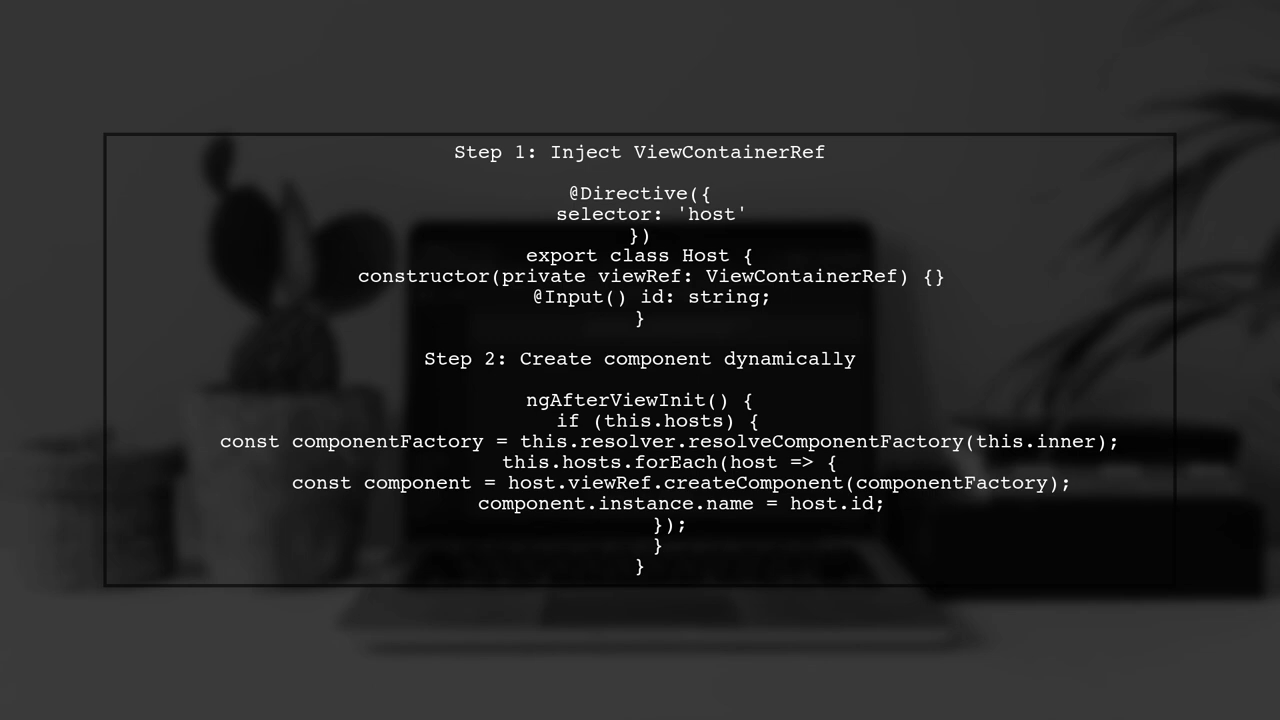 Step 1: Inject ViewContainerRef
@Directive({
selector: 'host'
})
export class Host {
constructor(private viewRef: ViewContainerRef) {}
@Input() id: string;
}
Step 2: Create component dynamically
ngAfterViewInit() {
if (this.hosts) {
const componentFactory = this.resolver.resolveComponentFactory(this.inner);
this.hosts.forEach(host => {
const component = host.viewRef.createComponent(componentFactory);
component.instance.name = host.id;
});
}
}